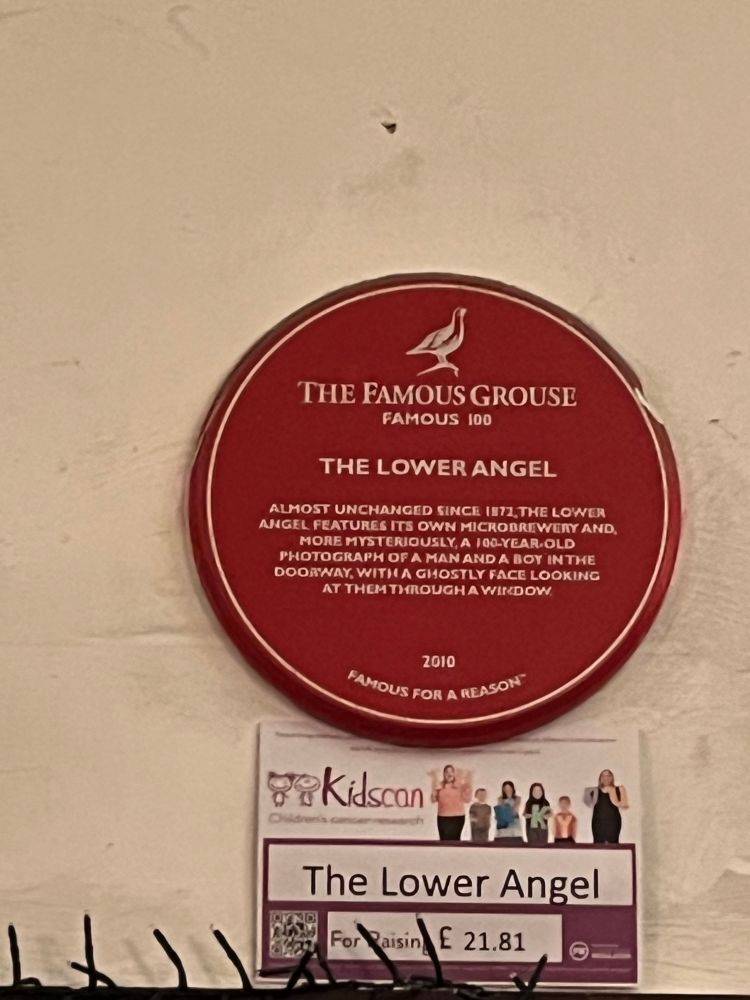 THE FAMOUS GROUSE
FAMOUS 100
THE LOWER ANGEL
ALMOST UNCHANGED SINCE 1872, THE LOWER
ANGEL FEATURES ITS OWN MICROBREWERY AND,
MORE MYSTERIOUSLY, A 100-YEAR-OLD
PHOTOGRAPH OF A MAN AND A BOY IN THE
DOORWAY, WITH A GHOSTLY FACE LOOKING
AT THEM THROUGH A WINDOW
2010
FAMOUS FOR A REASON™
Kidscan
Children's cancer research
The Lower Angel
For Raising £ 21.81